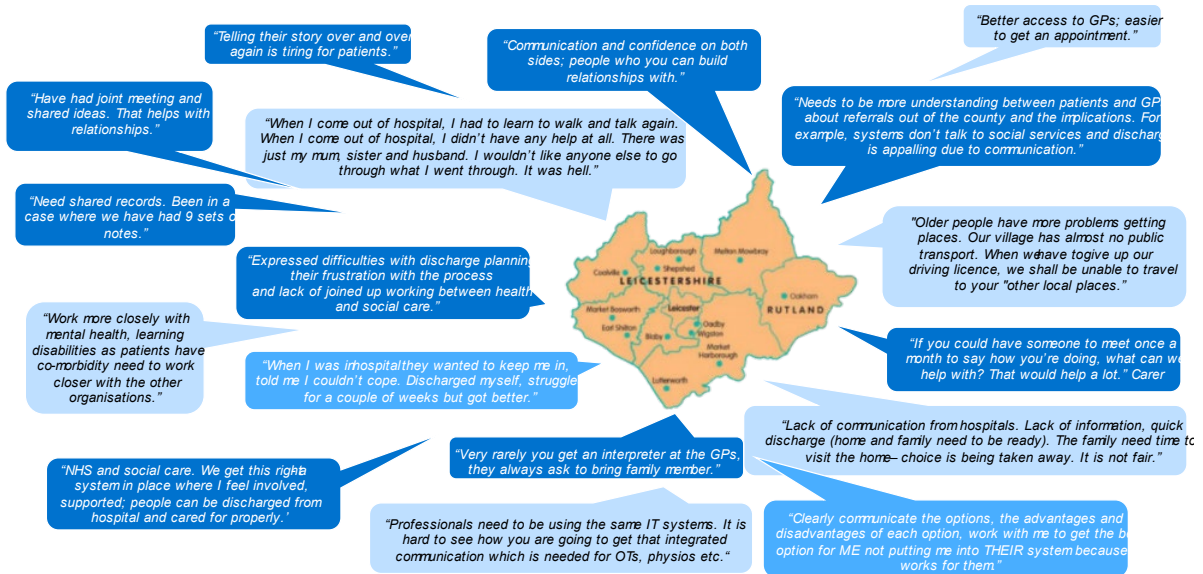 “Telling their story over and over
again is tiring for patients.”
“Communication and confidence on both
sides; people who you can build
relationships with.”
“Better access to GPs; easier
to get an appointment.”
“Have had joint meeting and
shared ideas. That helps with
relationships.”
“When I come out of hospital, I had to learn to walk and talk again.
When I come out of hospital, I didn’t have any help at all. There was
just my mum, sister and husband. I wouldn’t like anyone else to go
through what I went through. It was hell.”
“Needs to be more understanding between patients and GP
about referrals out of the county and the implications. For
example, systems don’t talk to social services and discharg
is appalling due to communication.”
“Need shared records. Been in a
case where we have had 9 sets o
notes.”
"Older people have more problems getting
places. Our village has almost no public
transport. When we have to give up our
driving licence, we shall be unable to travel
to your "other local places.”
“Expressed difficulties with discharge planning
their frustration with the process
and lack of joined up working between health
and social care.”
Loughborough
Melton Mowbray
Coalville
Shepshed
LEICESTERSHIRE
Oakham
RUTLAND
Market Bosworth
Leicester
Earl Shilton
Blaby
Oadby
Wigston
Market
Harborough
Lutterworth
“Work more closely with
mental health, learning
disabilities as patients have
co-morbidity need to work
closer with the other
organisations.”
“When I was in hospital they wanted to keep me in,
told me I couldn’t cope. Discharged myself, struggle
for a couple of weeks but got better.”
“If you could have someone to meet once a
month to say how you’re doing, what can we
help with? That would help a lot.” Carer
“Lack of communication from hospitals. Lack of information, quick
discharge (home and family need to be ready). The family need time to
visit the home– choice is being taken away. It is not fair.”
“Very rarely you get an interpreter at the GPs,
they always ask to bring family member.”
“NHS and social care. We get this right a
system in place where I feel involved,
supported; people can be discharged from
hospital and cared for properly.’
“Professionals need to be using the same IT systems. It is
hard to see how you are going to get that integrated
communication which is needed for OTs, physios etc.“
“Clearly communicate the options, the advantages and
disadvantages of each option, work with me to get the be
option for ME not putting me into THEIR system because
works for them.”